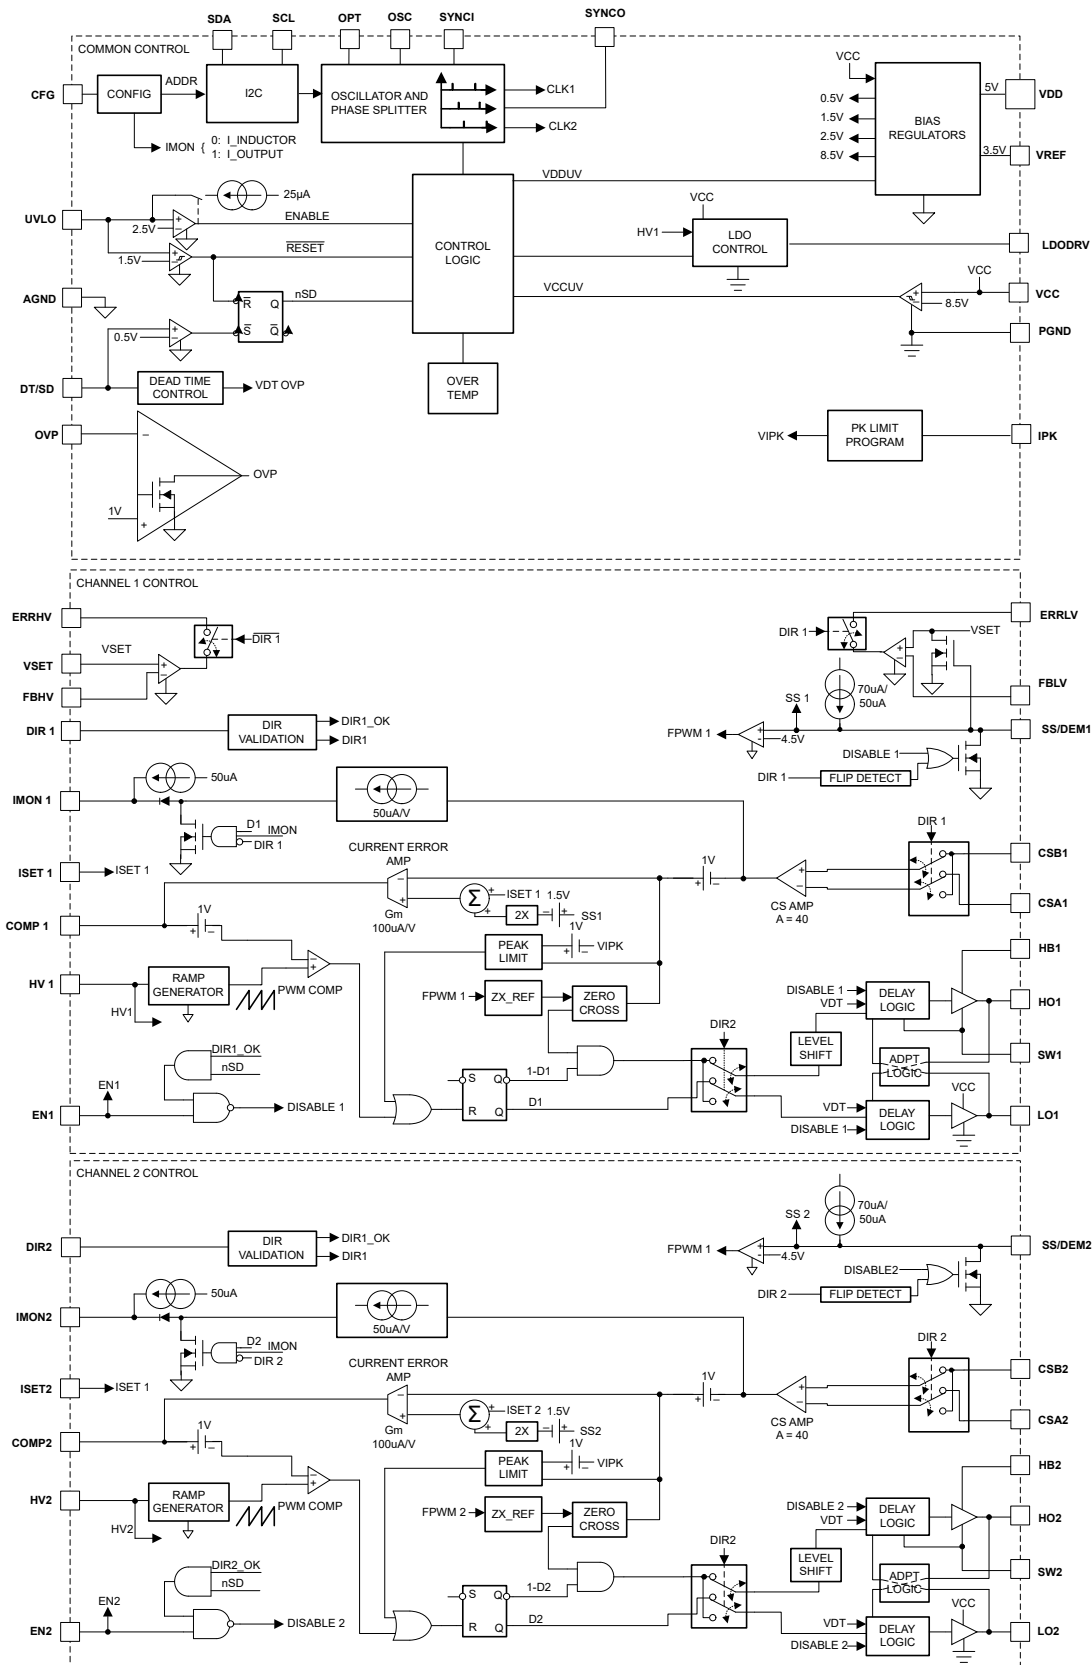 SDA
SCL
OPT
OSC
SYNCI
SYNCO
COMMON CONTROL
CFG
CONFIG
ADDR
I2C
OSCILLATOR AND
PHASE SPLITTER
CLK1
CLK2
IMON { 0: I_INDUCTOR
1: I_OUTPUT
VCC
0.5V
1.5V
2.5V
8.5V
BIAS
REGULATORS
5V
VDD
3.5V
VREF
VDDUV
25µA
UVLO
+
−
2.5V
ENABLE
+
−
1.5V
RESET
CONTROL
LOGIC
VCC
HV1
LDO
CONTROL
LDODRV
AGND
R
Q
S
Q
nSD
VCCUV
VCC
+
−
8.5V
VCC
PGND
+
−
0.5V
DT/SD
DEAD TIME
CONTROL
VDT OVP
OVER
TEMP
OVP
−
OVP
1V
+
VIPK
PK LIMIT
PROGRAM
IPK
CHANNEL 1 CONTROL
ERRHV
DIR 1
VSET
VSET
+
−
FBHV
ERRLV
DIR 1
+
−
VSET
FBLV
70uA/
50uA
SS 1
DIR 1
DIR
VALIDATION
DIR1_OK
DIR1
FPWM 1
+
-
4.5V
SS/DEM1
DISABLE 1
DIR 1
FLIP DETECT
50uA
IMON 1
50uA/V
D1
IMON
DIR 1
ISET 1
ISET 1
CURRENT ERROR
AMP
−
+
Gm
100uA/V
Σ
+
+
ISET 1
2X
1.5V
−
+
SS1
1V
+
−
+
−
CS AMP
A = 40
DIR 1
CSB1
CSA1
COMP 1
1V
+
−
PEAK
LIMIT
1V
+
−
VIPK
−
+
PWM COMP
HV 1
RAMP
GENERATOR
HV1
FPWM 1
ZX_REF
ZERO
CROSS
HB1
DISABLE 1
VDT
DELAY
LOGIC
HO1
LEVEL
SHIFT
ADPT
LOGIC
SW1
DIR1_OK
nSD
EN1
DISABLE 1
EN1
S
Q
R
Q
1-D1
D1
DIR2
VDT
DISABLE 1
DELAY
LOGIC
VCC
LO1
CHANNEL 2 CONTROL
70uA/
50uA
SS 2
DIR2
DIR
VALIDATION
DIR1_OK
DIR1
FPWM 1
+
-
4.5V
SS/DEM2
DISABLE2
DIR 2
FLIP DETECT
50uA
IMON2
50uA/V
D2
IMON
DIR 2
ISET2
ISET 1
CURRENT ERROR
AMP
−
+
Gm
100uA/V
Σ
+
+
ISET 2
2X
1.5V
−
+
SS2
1V
+
−
+
−
CS AMP
A = 40
DIR 2
CSB2
CSA2
COMP2
1V
+
−
PEAK
LIMIT
1V
+
−
VIPK
−
+
PWM COMP
HV2
RAMP
GENERATOR
HV2
FPWM 2
ZX_REF
ZERO
CROSS
HB2
DISABLE 2
VDT
DELAY
LOGIC
HO2
LEVEL
SHIFT
ADPT
LOGIC
SW2
DIR2_OK
nSD
EN2
DISABLE 2
EN2
S
Q
R
Q
1-D2
D2
DIR2
VDT
DISABLE 2
DELAY
LOGIC
VCC
LO2